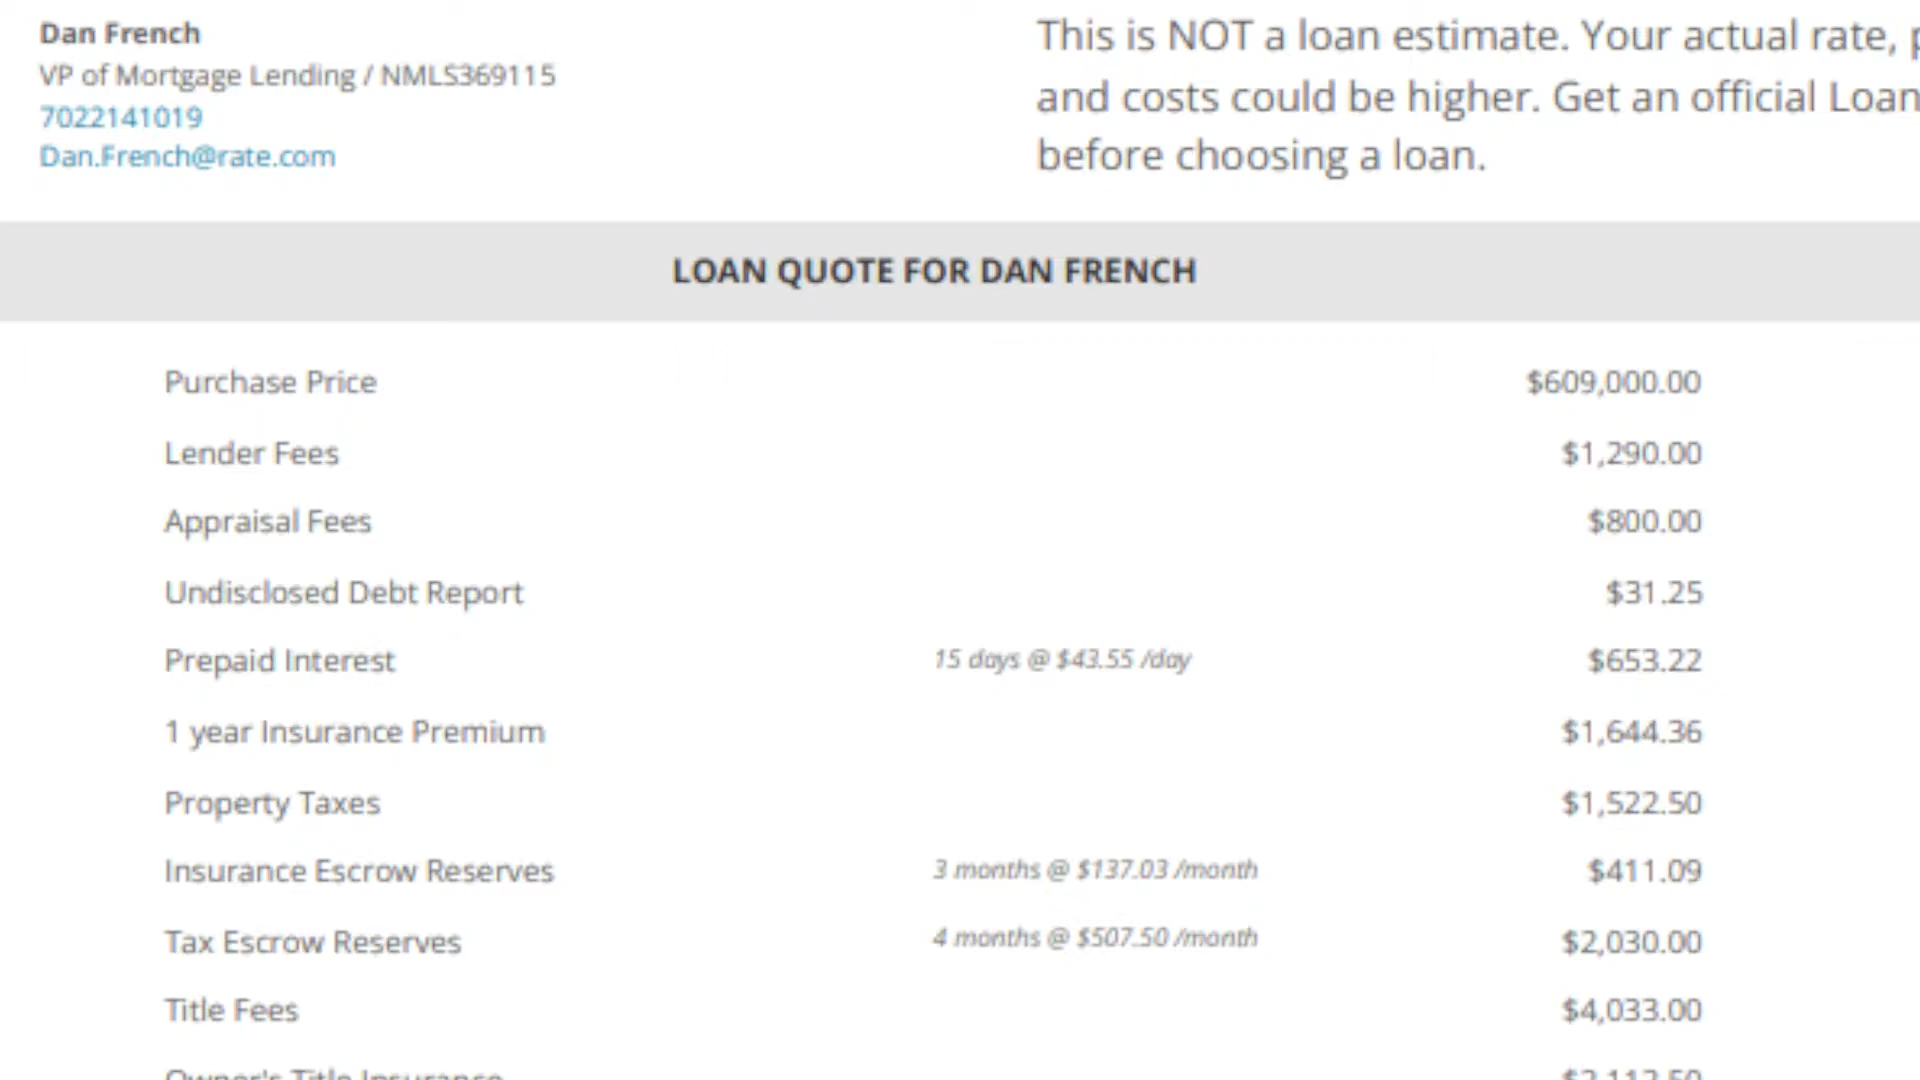 Dan French
VP of Mortgage Lending / NMLS369115
7022141019
Dan.French@rate.com
This is NOT a loan estimate. Your actual rate,
and costs could be higher. Get an official Loan
before choosing a loan.
LOAN QUOTE FOR DAN FRENCH
Purchase Price $609,000.00
Lender Fees $1,290.00
Appraisal Fees $800.00
Undisclosed Debt Report $31.25
Prepaid Interest 15 days @ $43.55 /day $653.22
1 year Insurance Premium $1,644.36
Property Taxes $1,522.50
Insurance Escrow Reserves 3 months @ $137.03 /month $411.09
Tax Escrow Reserves 4 months @ $507.50 /month $2,030.00
Title Fees $4,033.00
Owner's Title Insurance